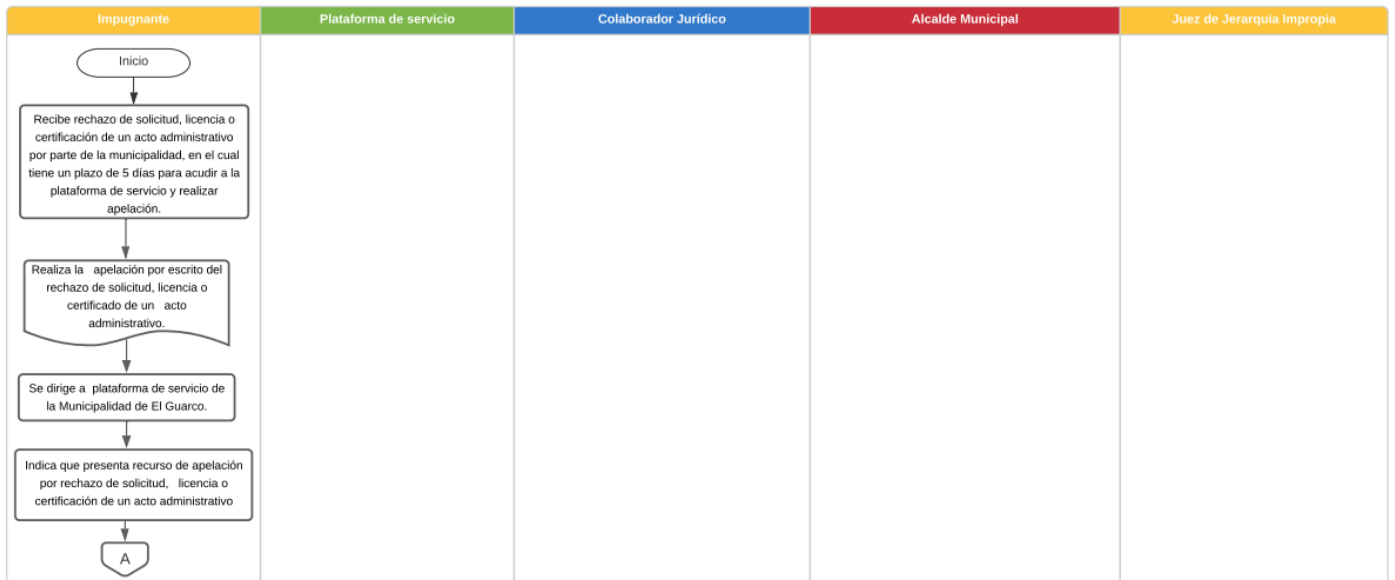 Impugnante
Plataforma de servicio
Colaborador Jurídico
Alcalde Municipal
Juez de Jerarquia Impropia
Inicio
Recibe rechazo de solicitud, licencia o
certificación de un acto administrativo
por parte de la municipalidad, en el cual
tiene un plazo de 5 días para acudir a la
plataforma de servicio y realizar
apelación.
Realiza la apelación por escrito del
rechazo de solicitud, licencia o
certificado de un acto
administrativo.
Se dirige a plataforma de servicio de
la Municipalidad de El Guarco.
Indica que presenta recurso de apelación
por rechazo de solicitud, licencia o
certificación de un acto administrativo
A